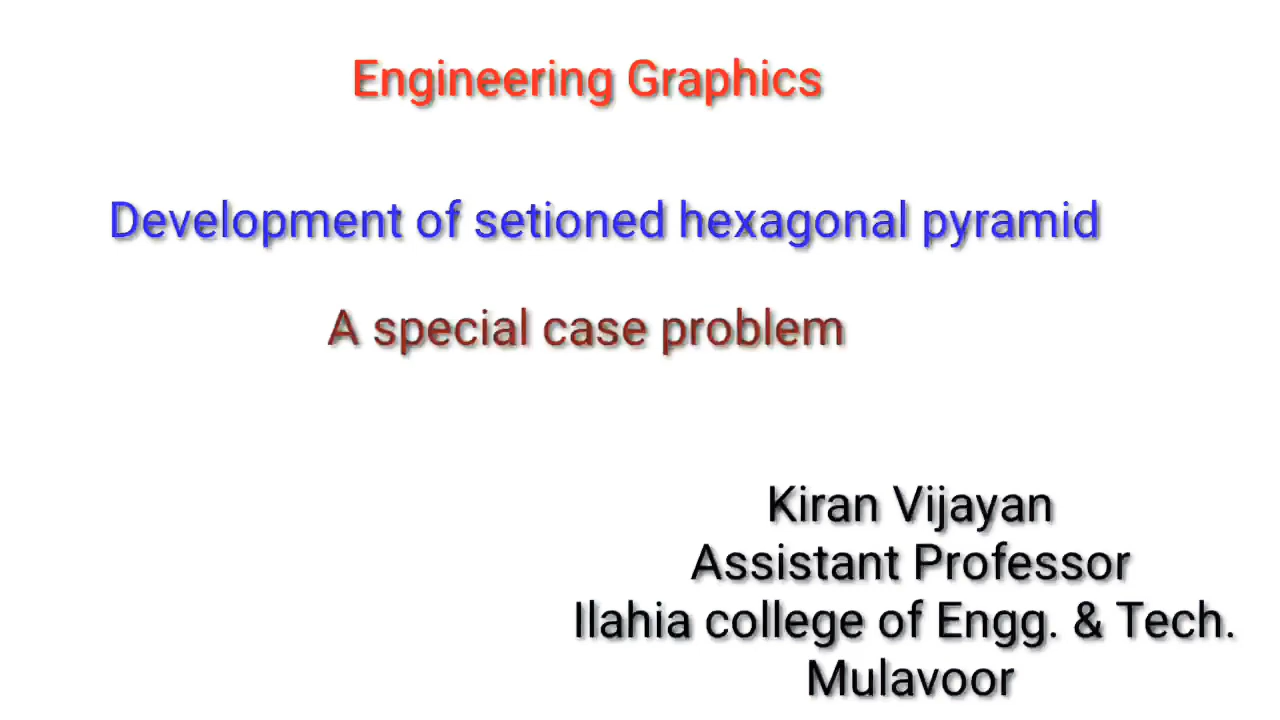 Engineering Graphics
Development of setioned hexagonal pyramid
A special case problem
Kiran Vijayan
Assistant Professor
Ilahia college of Engg. & Tech.
Mulavoor